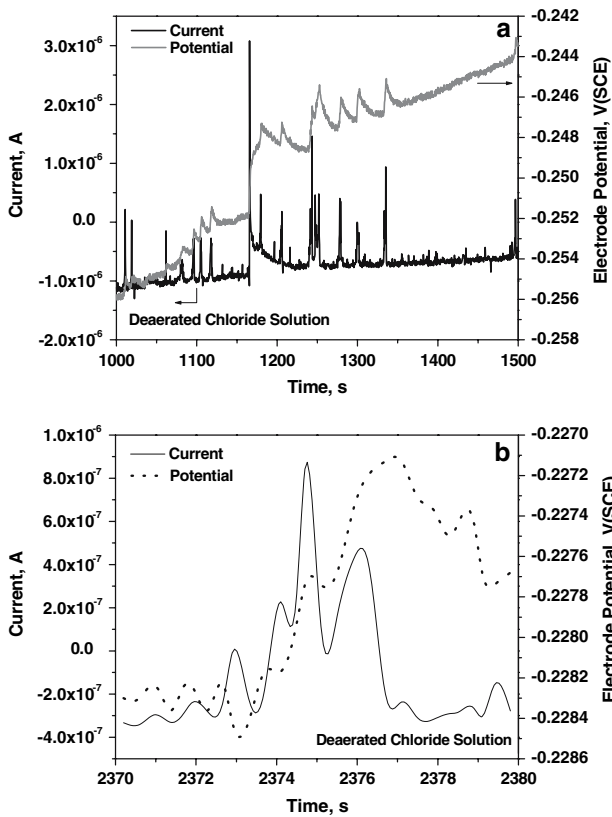 a
Current
Potential
3.0x10⁻⁶
2.0x10⁻⁶
1.0x10⁻⁶
0.0
-1.0x10⁻⁶
-2.0x10⁻⁶
Current, A
-0.242
-0.244
-0.246
-0.248
-0.250
-0.252
-0.254
-0.256
-0.258
Electrode Potential, V(SCE)
Deaerated Chloride Solution
1000 1100 1200 1300 1400 1500
Time, s
b
Current
Potential
1.0x10⁻⁶
8.0x10⁻⁷
6.0x10⁻⁷
4.0x10⁻⁷
2.0x10⁻⁷
0.0
-2.0x10⁻⁷
-4.0x10⁻⁷
Current, A
-0.2270
-0.2272
-0.2274
-0.2276
-0.2278
-0.2280
-0.2282
-0.2284
-0.2286
Electrode Potential, V(SCE)
Deaerated Chloride Solution
2370 2372 2374 2376 2378 2380
Time, s